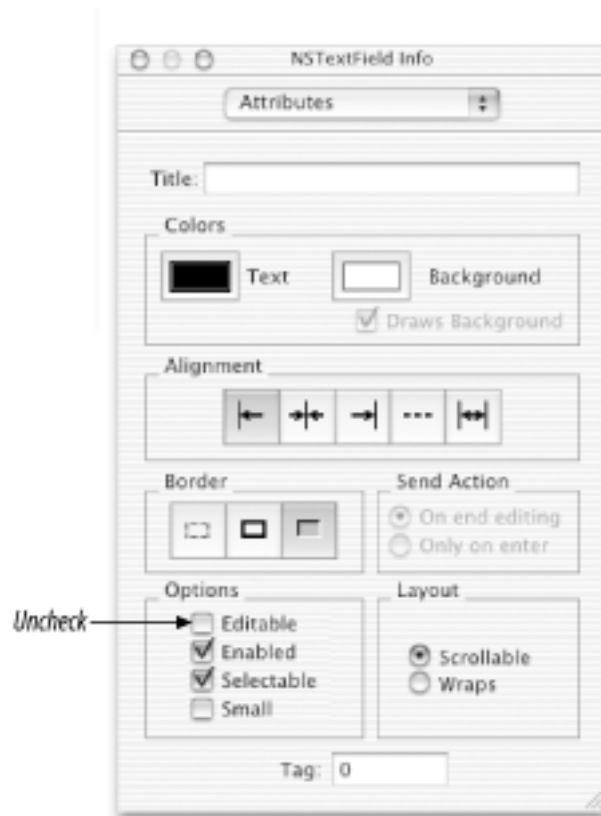 NSTextField Info
Attributes
Title:
Colors
Text
Background
Draws Background
Alignment
Border
Send Action
On end editing
Only on enter
Options
Layout
Uncheck
Editable
Enabled
Selectable
Small
Scrollable
Wraps
Tag: 0